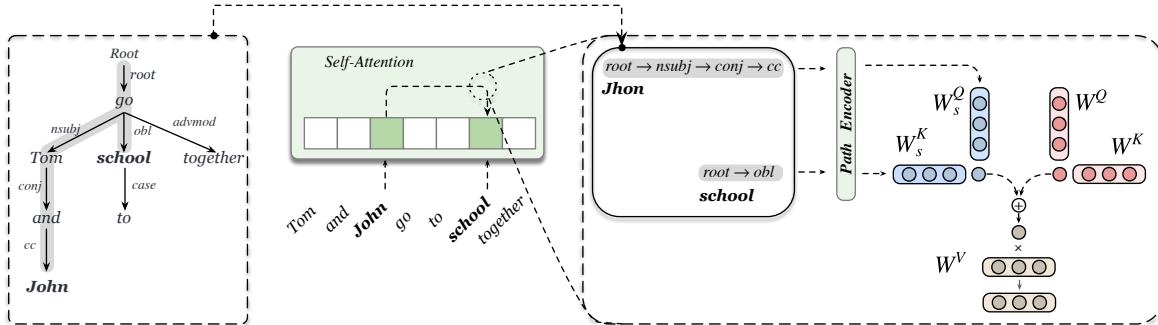 Root
root
go
nsubj
obl
advmod
Tom
school
together
conj
case
and
to
cc
John
Self-Attention
Tom and John go to school together
root → nsubj → conj → cc
Jhon
root → obl
school
Path Encoder
W_s^Q
W^Q
W_s^K
W^K
+
×
W^V